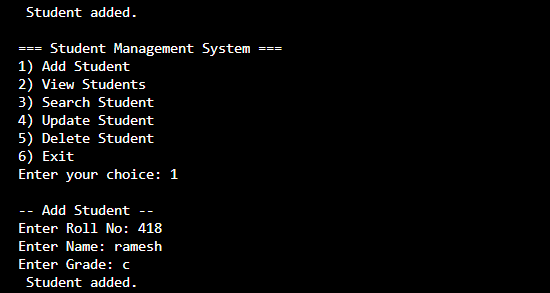 Student added.
=== Student Management System ===
1) Add Student
2) View Students
3) Search Student
4) Update Student
5) Delete Student
6) Exit
Enter your choice: 1
-- Add Student --
Enter Roll No: 418
Enter Name: ramesh
Enter Grade: c
Student added.